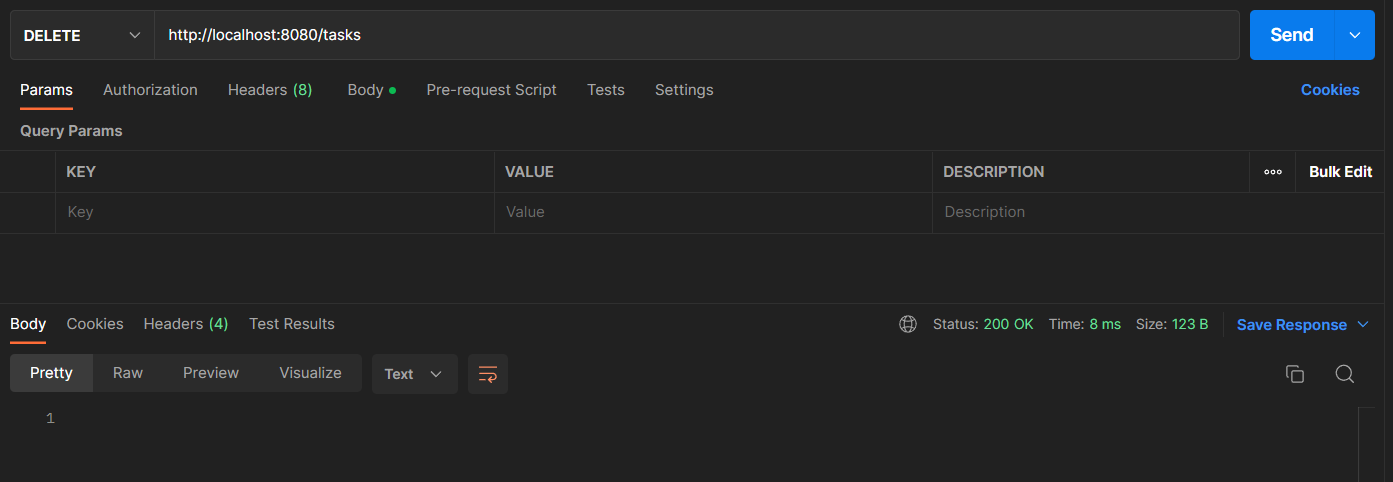 DELETE http://localhost:8080/tasks Send
Params Authorization Headers (8) Body Pre-request Script Tests Settings Cookies
Query Params
KEY VALUE DESCRIPTION Bulk Edit
Key Value Description
Body Cookies Headers (4) Test Results Status: 200 OK Time: 8 ms Size: 123 B Save Response
Pretty Raw Preview Visualize Text
1